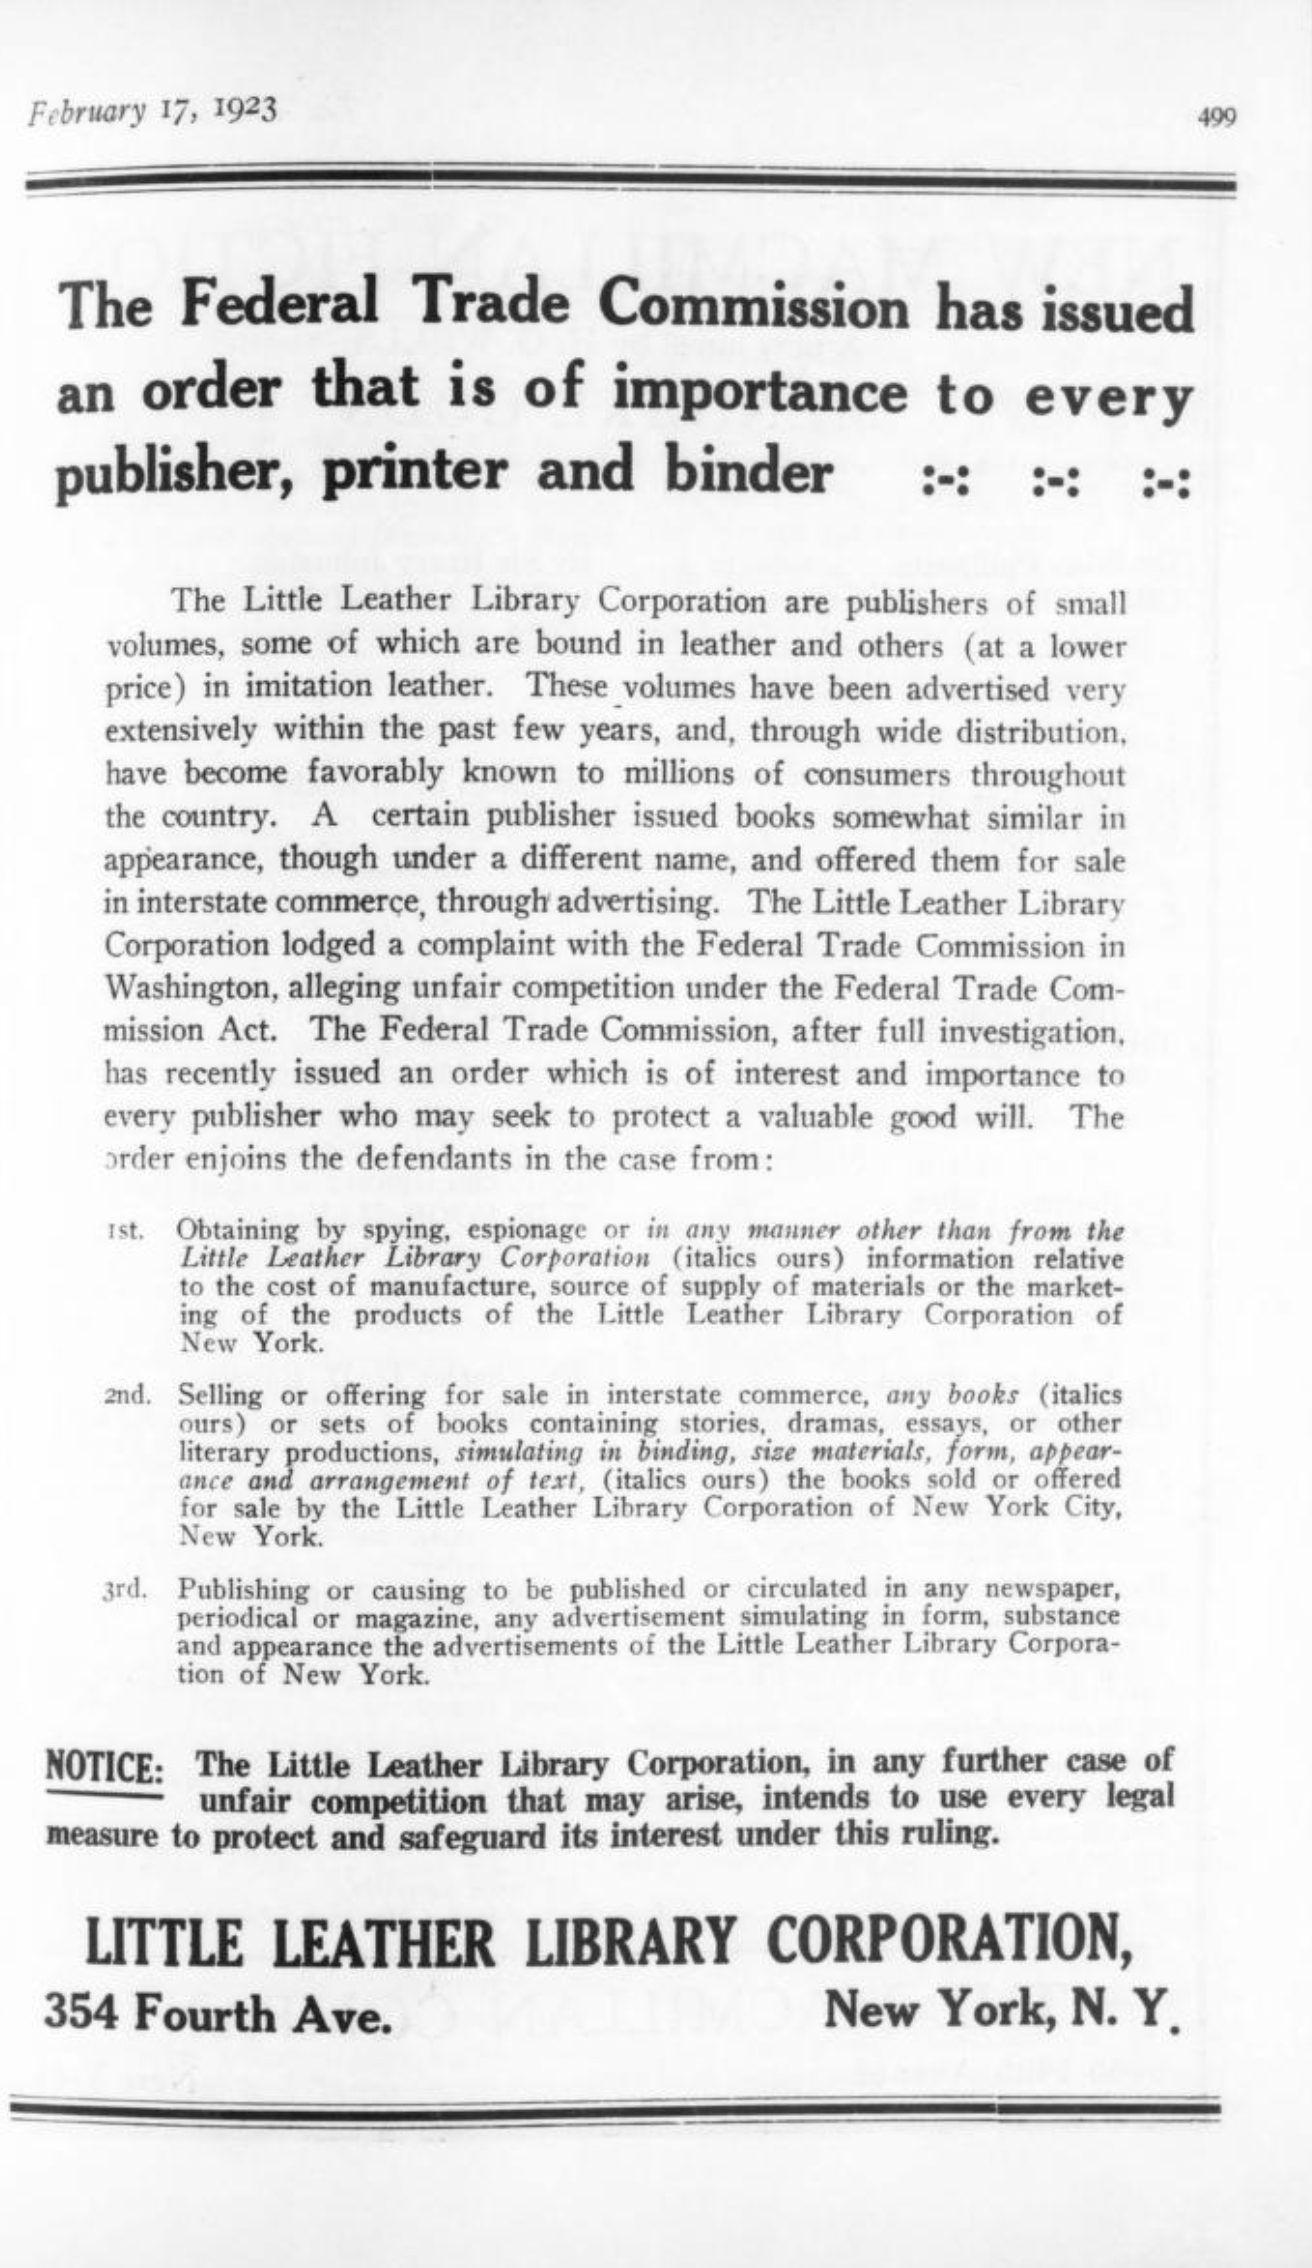 February 17, 1923
499
The Federal Trade Commission has issued
an order that is of importance to every
publisher, printer and binder :-: :-: :-:
The Little Leather Library Corporation are publishers of small
volumes, some of which are bound in leather and others (at a lower
price) in imitation leather. These volumes have been advertised very
extensively within the past few years, and, through wide distribution,
have become favorably known to millions of consumers throughout
the country. A certain publisher issued books somewhat similar in
appearance, though under a different name, and offered them for sale
in interstate commerce, through advertising. The Little Leather Library
Corporation lodged a complaint with the Federal Trade Commission in
Washington, alleging unfair competition under the Federal Trade Com-
mission Act. The Federal Trade Commission, after full investigation,
has recently issued an order which is of interest and importance to
every publisher who may seek to protect a valuable good will. The
order enjoins the defendants in the case from:
1st. Obtaining by spying, espionage or in any manner other than from the
Little Leather Library Corporation (italics ours) information relative
to the cost of manufacture, source of supply of materials or the market-
ing of the products of the Little Leather Library Corporation of
New York.
2nd. Selling or offering for sale in interstate commerce, any books (italics
ours) or sets of books containing stories, dramas, essays, or other
literary productions, simulating in binding, size materials, form, appear-
ance and arrangement of text, (italics ours) the books sold or offered
for sale by the Little Leather Library Corporation of New York City,
New York.
3rd. Publishing or causing to be published or circulated in any newspaper,
periodical or magazine, any advertisement simulating in form, substance
and appearance the advertisements of the Little Leather Library Corpora-
tion of New York.
NOTICE: The Little Leather Library Corporation, in any further case of
unfair competition that may arise, intends to use every legal
measure to protect and safeguard its interest under this ruling.
LITTLE LEATHER LIBRARY CORPORATION,
354 Fourth Ave. New York, N. Y.